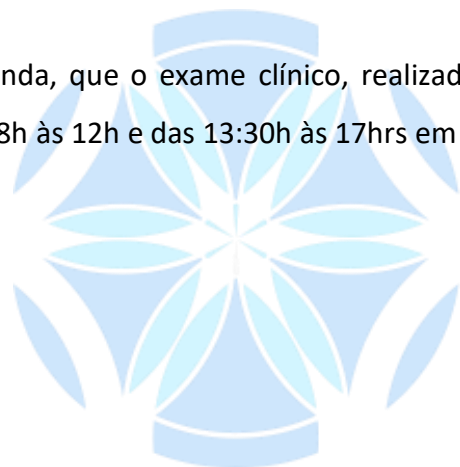 nda, que o exame clínico, realizad
8h às 12h e das 13:30h às 17hrs em